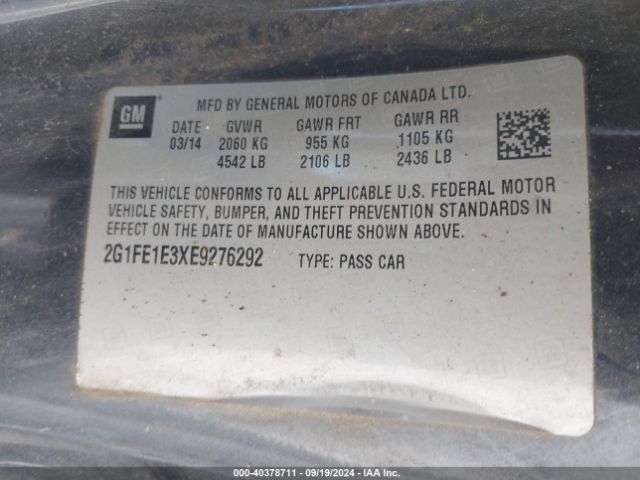 GM
MFD BY GENERAL MOTORS OF CANADA LTD.
DATE GVWR GAWR FRT GAWR RR
03/14 2060 KG 955 KG 1105 KG
4542 LB 2106 LB 2436 LB
THIS VEHICLE CONFORMS TO ALL APPLICABLE U.S. FEDERAL MOTOR
VEHICLE SAFETY, BUMPER, AND THEFT PREVENTION STANDARDS IN
EFFECT ON THE DATE OF MANUFACTURE SHOWN ABOVE.
2G1FE1E3XE9276292 TYPE: PASS CAR
000-40378711 - 09/19/2024 - IAA Inc.